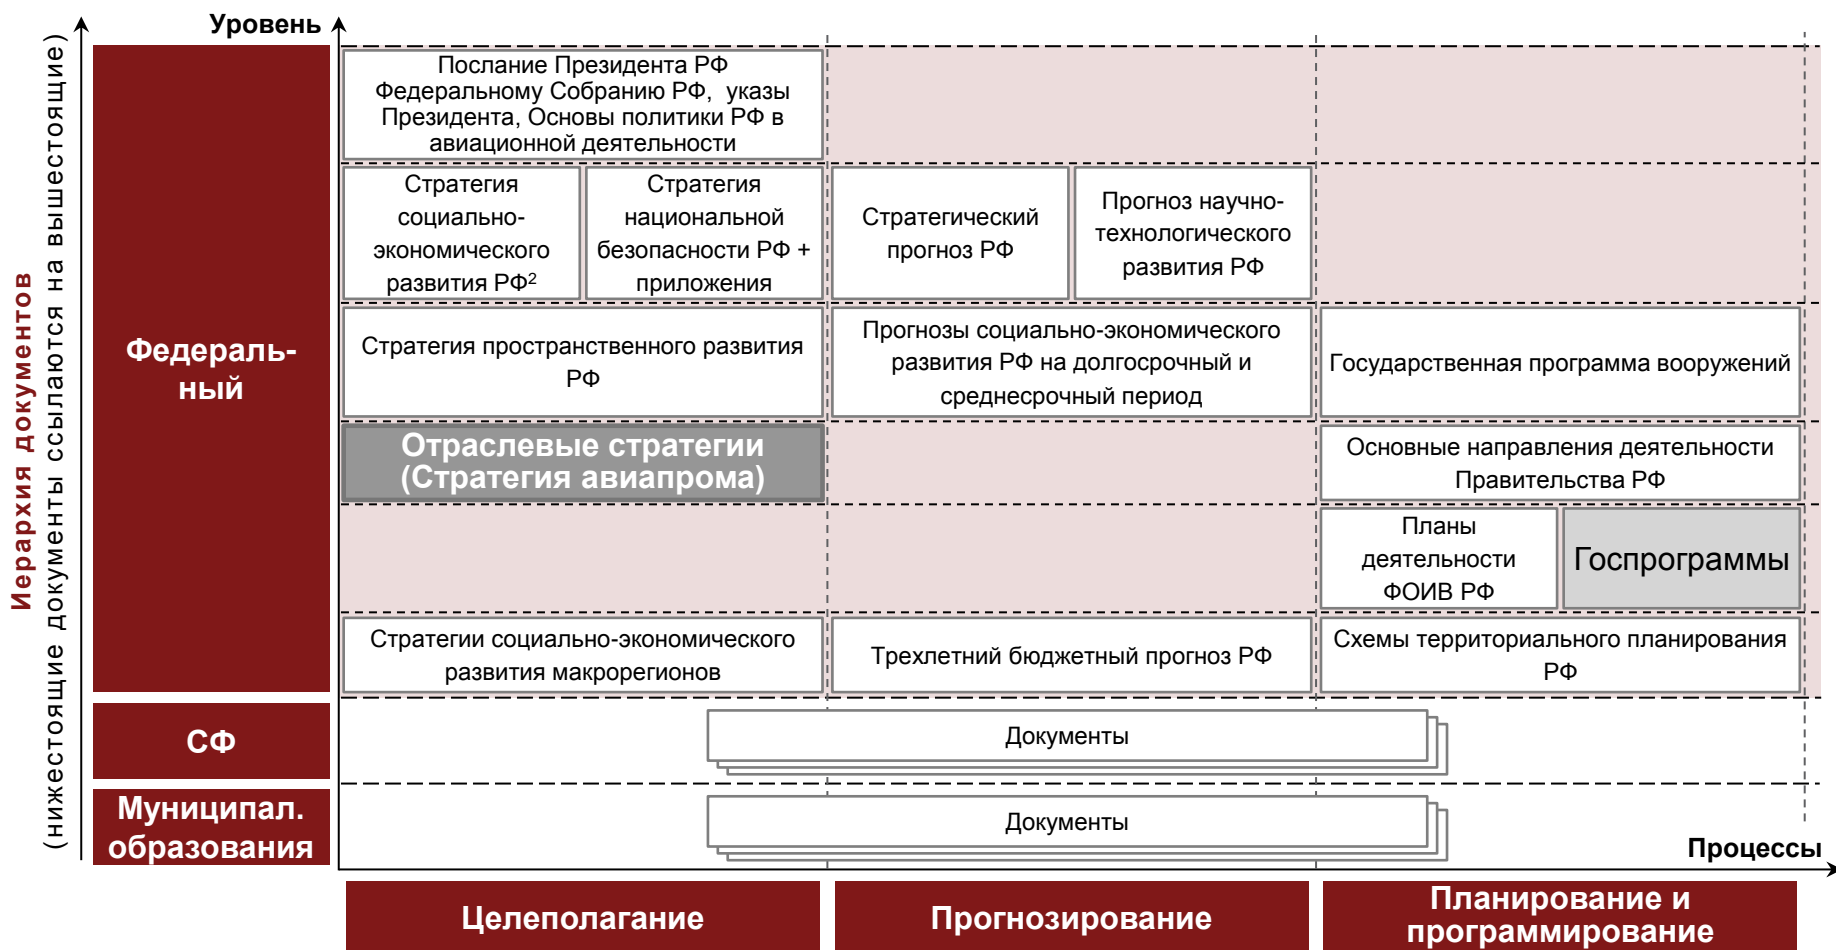 Уровень
Иерархия документов
(нижестоящие документы ссылаются на вышестоящие)
Федераль-
ный
Послание Президента РФ
Федеральному Собранию РФ, указы
Президента, Основы политики РФ в
авиационной деятельности
Стратегия
социально-
экономического
развития РФ²
Стратегия
национальной
безопасности РФ +
приложения
Стратегический
прогноз РФ
Прогноз научно-
технологического
развития РФ
Стратегия пространственного развития
РФ
Прогнозы социально-экономического
развития РФ на долгосрочный и
среднесрочный период
Государственная программа вооружений
Отраслевые стратегии
(Стратегия авиапрома)
Основные направления деятельности
Правительства РФ
Планы
деятельности
ФОИВ РФ
Госпрограммы
Стратегии социально-экономического
развития макрорегионов
Трехлетний бюджетный прогноз РФ
Схемы территориального планирования
РФ
СФ
Документы
Муниципал.
образования
Документы
Процессы
Целеполагание
Прогнозирование
Планирование и
программирование